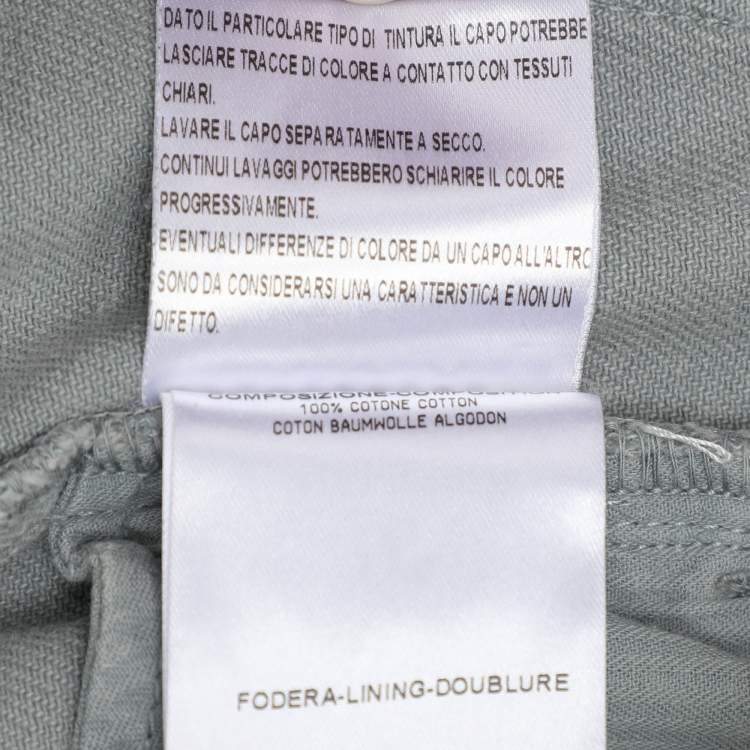 DATO IL PARTICOLARE TIPO DI TINTURA IL CAPO POTREBBE
LASCIARE TRACCE DI COLORE A CONTATTO CON TESSUTI
CHIARI.
LAVARE IL CAPO SEPARATAMENTE A SECCO.
CONTINUI LAVAGGI POTREBBERO SCHIARIRE IL COLORE
PROGRESSIVAMENTE.
EVENTUALI DIFFERENZE DI COLORE DA UN CAPO ALL'ALTRO
SONO DA CONSIDERARSI UNA CARATTERISTICA E NON UN
DIFETTO.
COMPOSIZIONE-COMPOSITION
100% COTONE COTTON
COTON BAUMWOLLE ALGODON
FODERA-LINING-DOUBLURE